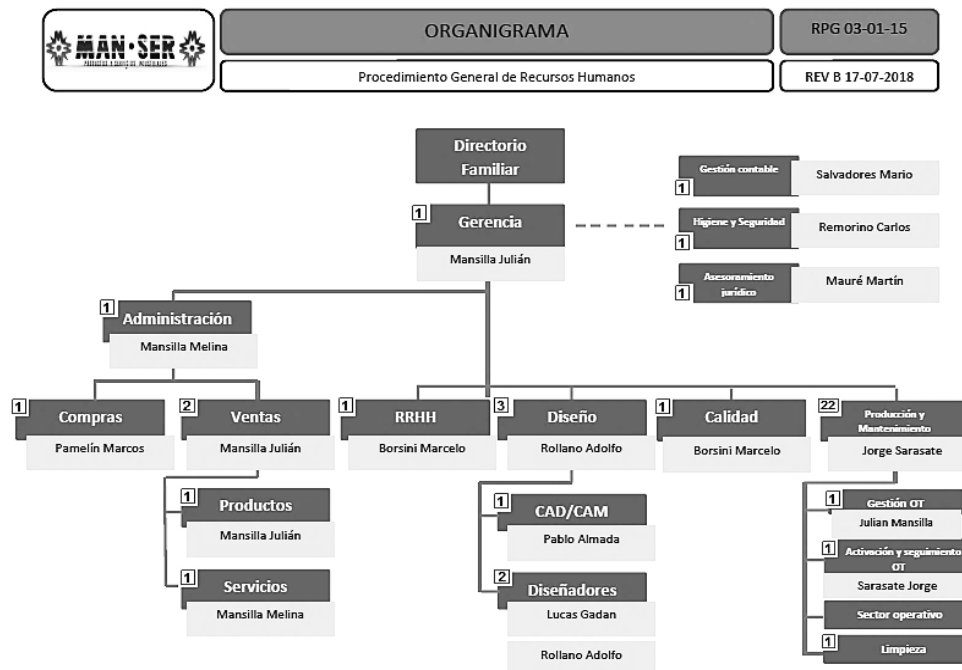 MAN·SER
ORGANIGRAMA
RPG 03-01-15
Procedimiento General de Recursos Humanos
REV B 17-07-2018
Directorio
Familiar
1
Gerencia
Mansilla Julián
Gestión contable
1
Salvadores Mario
Higiene y Seguridad
1
Remorino Carlos
Asesoramiento
jurídico
1
Mauré Martín
1
Administración
Mansilla Melina
1
Compras
Pamelín Marcos
2
Ventas
Mansilla Julián
1
Productos
Mansilla Julián
1
Servicios
Mansilla Melina
1
RRHH
Borsini Marcelo
3
Diseño
Rollano Adolfo
1
CAD/CAM
Pablo Almada
2
Diseñadores
Lucas Gadan
Rollano Adolfo
1
Calidad
Borsini Marcelo
22
Producción y
Mantenimiento
Jorge Sarasate
1
Gestión OT
Julian Mansilla
1
Activación y seguimiento
OT
Sarasate Jorge
Sector operativo
1
Limpieza